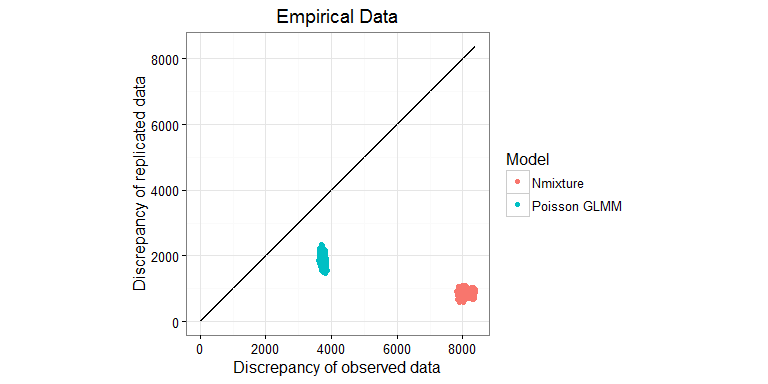 Empirical Data
Discrepancy of replicated data
8000
6000
4000
2000
0
0 2000 4000 6000 8000
Discrepancy of observed data
Model
Nmixture
Poisson GLMM